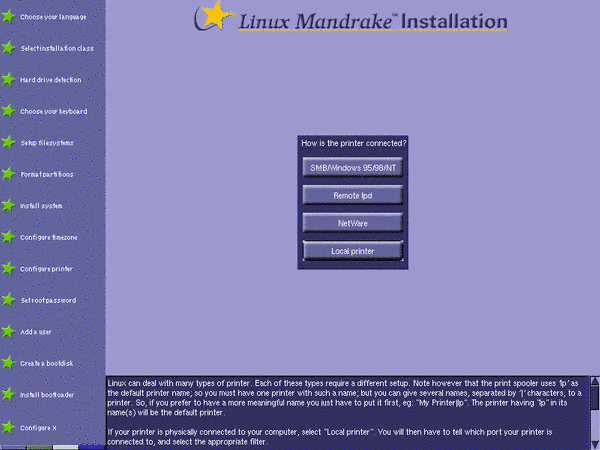 Linux Mandrake™ Installation
Choose your language
Select installation class
Hard drive detection
Choose your keyboard
Setup filesystems
Format partitions
Install system
Configure timezone
Configure printer
Set root password
Add a user
Create a bootdisk
Install bootloader
Configure X
How is the printer connected?
SMB/Windows 95/98/NT
Remote lpd
NetWare
Local printer
Linux can deal with many types of printer. Each of these types require a different setup. Note however that the print spooler uses 'lp' as
the default printer name; so you must have one printer with such a name; but you can give several names, separated by '|' characters, to a
printer. So, if you prefer to have a more meaningful name you just have to put it first, eg: "My Printer|lp". The printer having "lp" in its
name(s) will be the default printer.
If your printer is physically connected to your computer, select "Local printer". You will then have to tell which port your printer is
connected to, and select the appropriate filter.